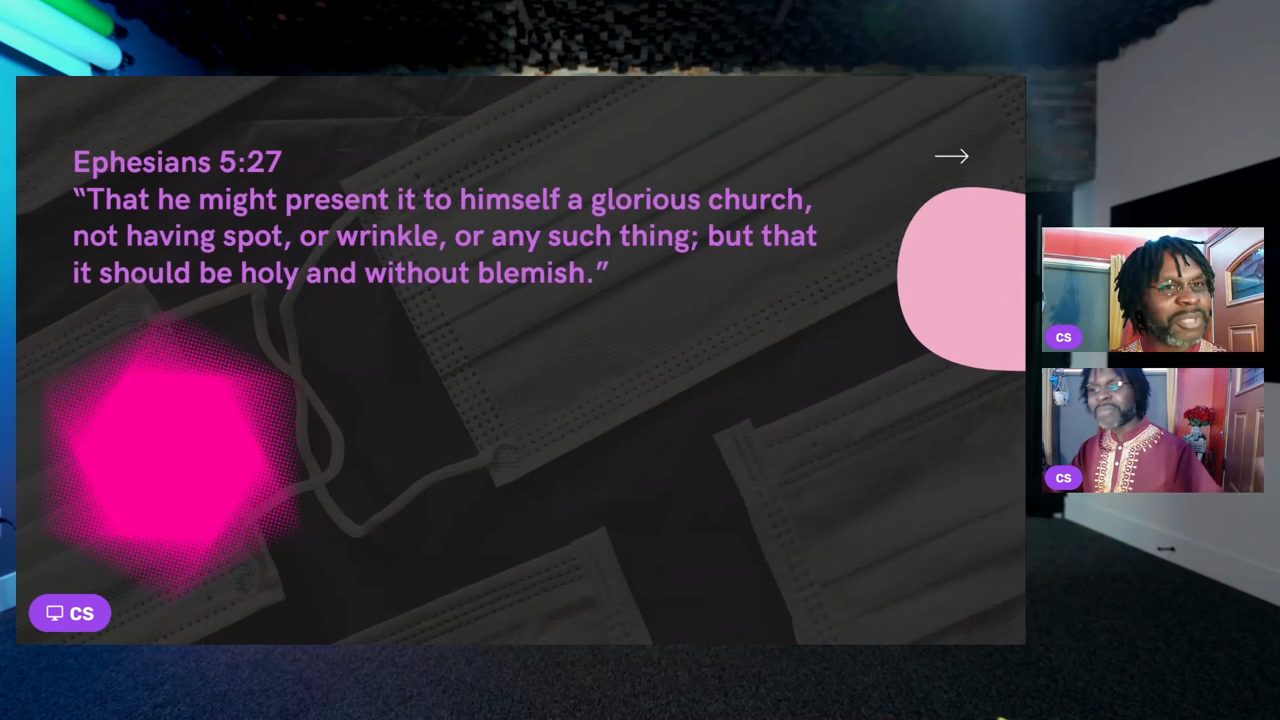 Ephesians 5:27
“That he might present it to himself a glorious church,
not having spot, or wrinkle, or any such thing; but that
it should be holy and without blemish.”
CS
CS
CS